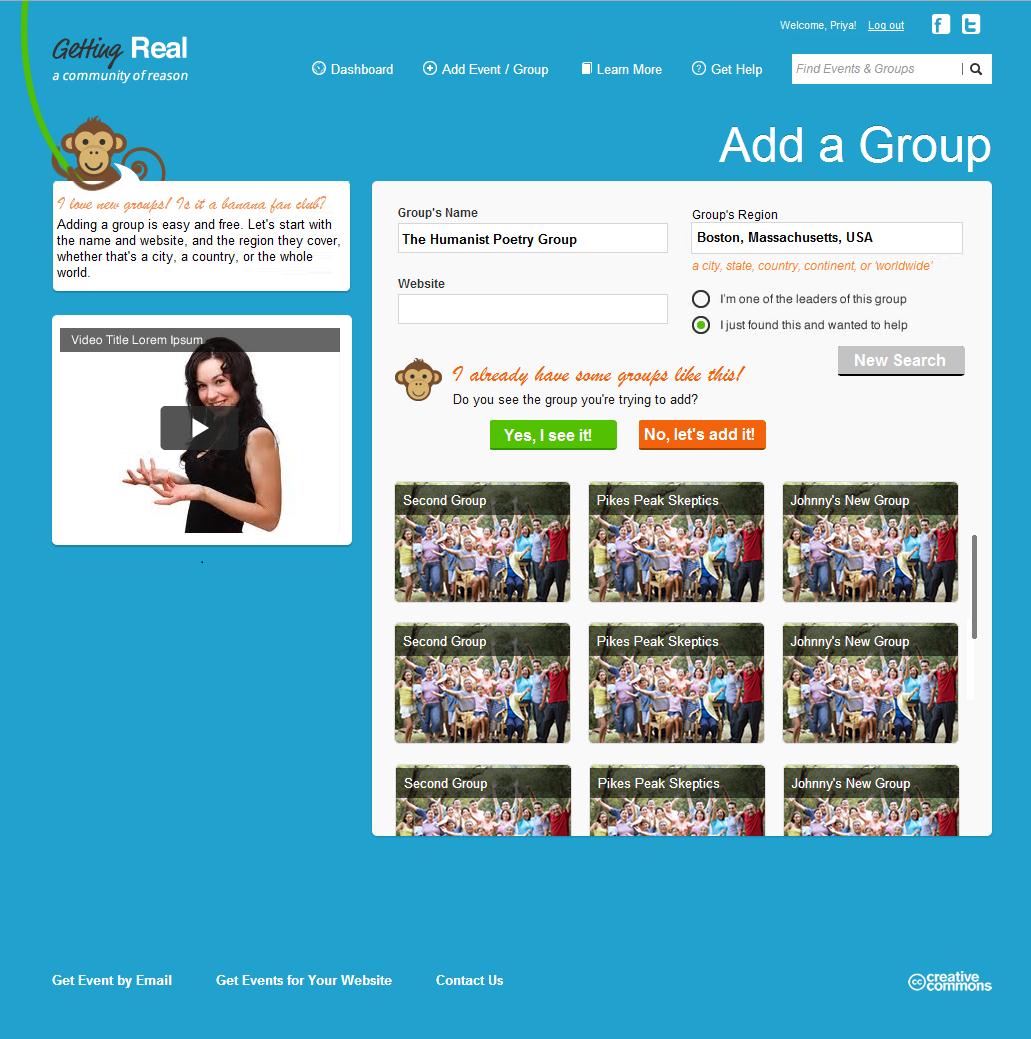 Welcome, Priya! Log out
Getting Real
a community of reason
Dashboard
Add Event / Group
Learn More
Get Help
Find Events & Groups
Add a Group
I love new groups! Is it a banana fan club?
Adding a group is easy and free. Let's start with
the name and website, and the region they cover,
whether that's a city, a country, or the whole
world.
Video Title Lorem Ipsum
Group's Name
The Humanist Poetry Group
Website
Group's Region
Boston, Massachusetts, USA
a city, state, country, continent, or 'worldwide'
I'm one of the leaders of this group
I just found this and wanted to help
New Search
I already have some groups like this!
Do you see the group you're trying to add?
Yes, I see it!
No, let's add it!
Second Group
Pikes Peak Skeptics
Johnny's New Group
Second Group
Pikes Peak Skeptics
Johnny's New Group
Second Group
Pikes Peak Skeptics
Johnny's New Group
Get Event by Email
Get Events for Your Website
Contact Us
cc creative
commons